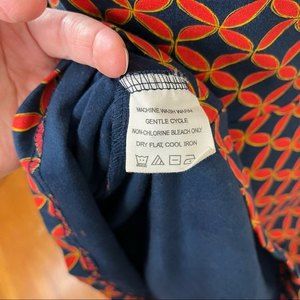 MACHINE WASH WARM
GENTLE CYCLE
NON-CHLORINE BLEACH ONLY
DRY FLAT, COOL IRON